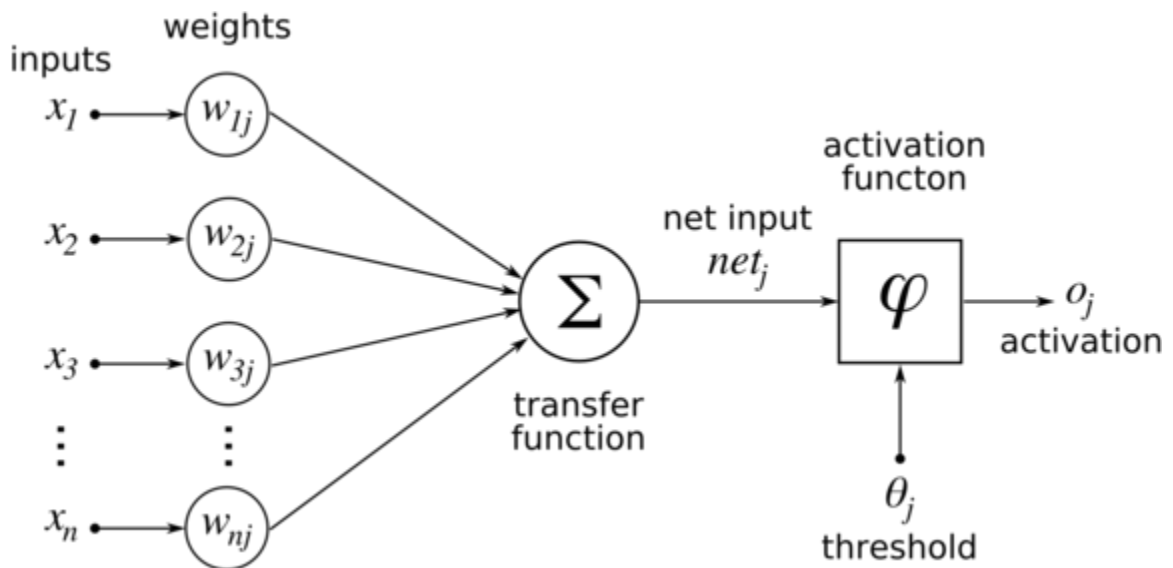 weights
inputs
x₁
w₁ⱼ
activation
functon
x₂
w₂ⱼ
net input
netⱼ
Σ
φ
oⱼ
activation
x₃
w₃ⱼ
transfer
function
⋮
⋮
θⱼ
xₙ
wₙⱼ
threshold